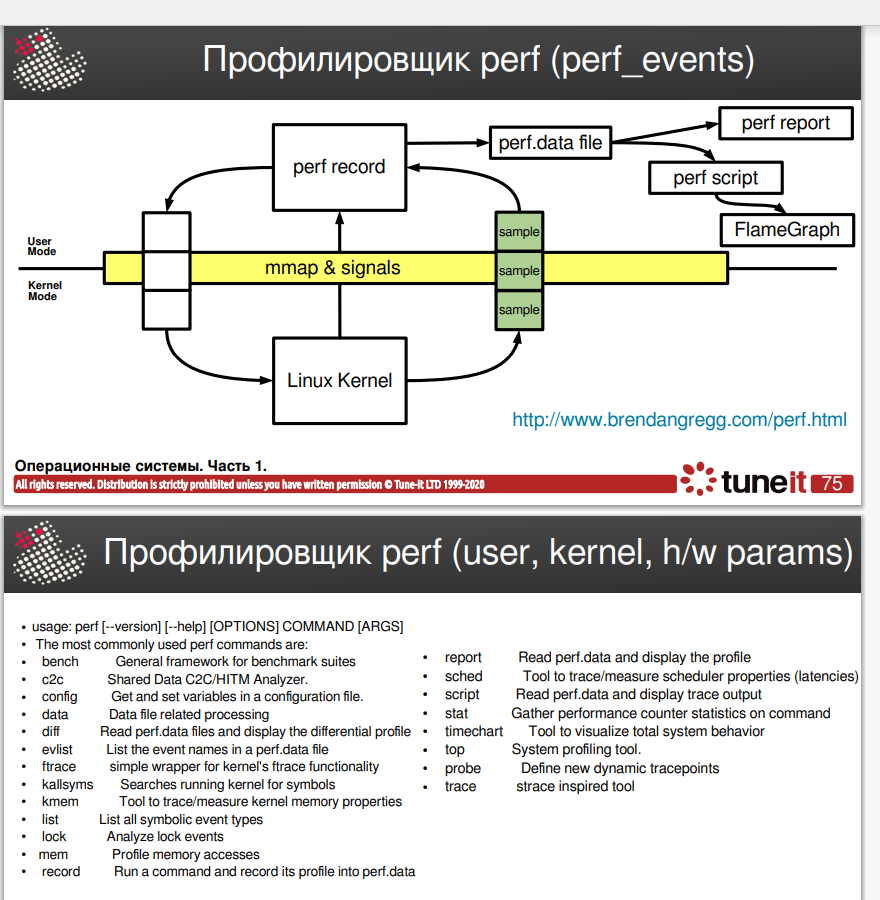 Профилировщик perf (perf_events)
perf record
perf.data file
perf report
perf script
FlameGraph
User
Mode
Kernel
Mode
mmap & signals
sample
sample
sample
Linux Kernel
http://www.brendangregg.com/perf.html
Операционные системы. Часть 1.
All rights reserved. Distribution is strictly prohibited unless you have written permission © Tune-it LTD 1999-2020
tuneit 75
Профилировщик perf (user, kernel, h/w params)
• usage: perf [--version] [--help] [OPTIONS] COMMAND [ARGS]
• The most commonly used perf commands are:
• bench General framework for benchmark suites
• c2c Shared Data C2C/HITM Analyzer.
• config Get and set variables in a configuration file.
• data Data file related processing
• diff Read perf.data files and display the differential profile
• evlist List the event names in a perf.data file
• ftrace simple wrapper for kernel's ftrace functionality
• kallsyms Searches running kernel for symbols
• kmem Tool to trace/measure kernel memory properties
• list List all symbolic event types
• lock Analyze lock events
• mem Profile memory accesses
• record Run a command and record its profile into perf.data
• report Read perf.data and display the profile
• sched Tool to trace/measure scheduler properties (latencies)
• script Read perf.data and display trace output
• stat Gather performance counter statistics on command
• timechart Tool to visualize total system behavior
• top System profiling tool.
• probe Define new dynamic tracepoints
• trace strace inspired tool